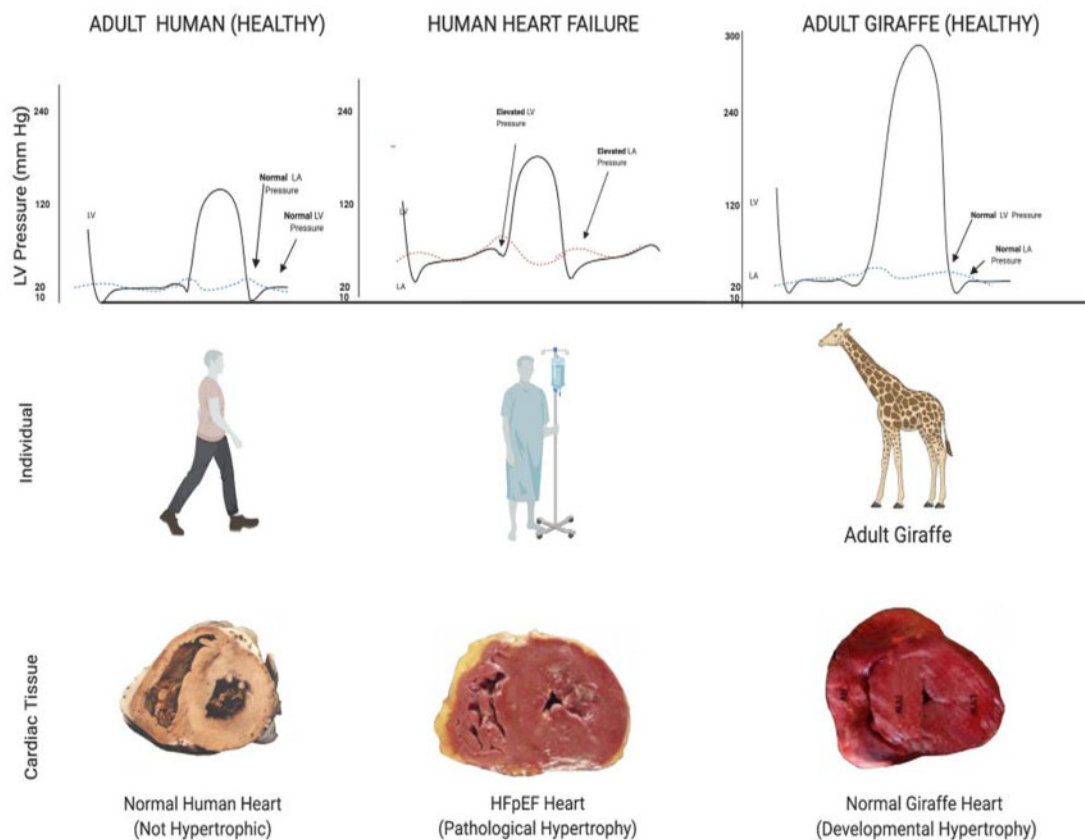 ADULT HUMAN (HEALTHY)
HUMAN HEART FAILURE
ADULT GIRAFFE (HEALTHY)
LV Pressure (mm Hg)
240
120
20
10
LV
Normal LA
Pressure
Normal LV
Pressure
240
120
20
10
LV
LA
Elevated LV
Pressure
Elevated LA
Pressure
300
240
120
20
10
LV
LA
Normal LV Pressure
Normal LA
Pressure
Individual
Adult Giraffe
Cardiac Tissue
Normal Human Heart
(Not Hypertrophic)
HFpEF Heart
(Pathological Hypertrophy)
Normal Giraffe Heart
(Developmental Hypertrophy)